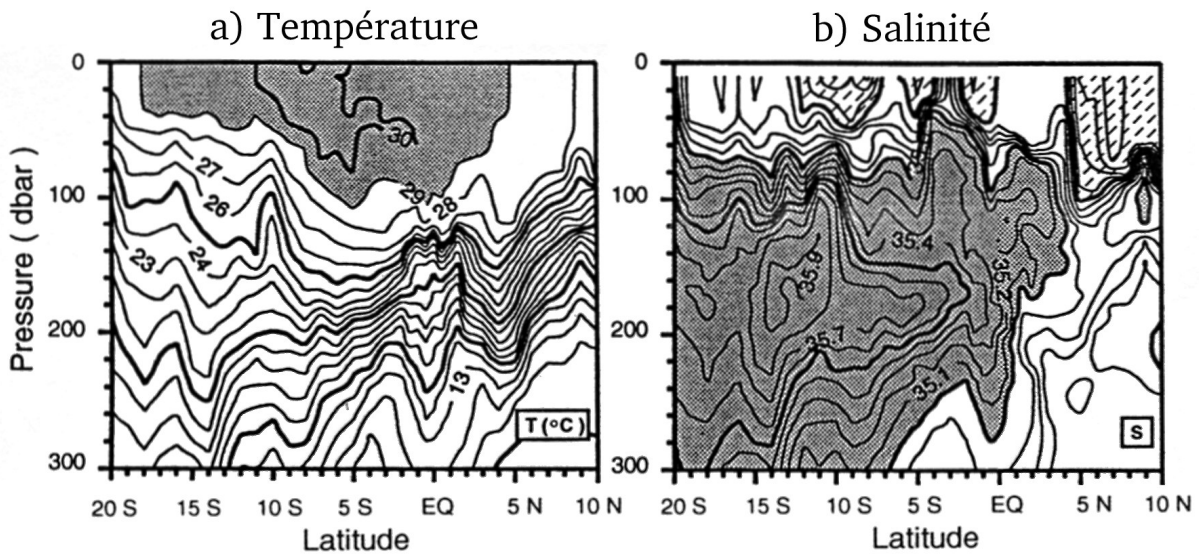 a) Température
b) Salinité
0
100
200
300
Pressure ( dbar )
30
29
28
27
26
24
23
13
T (°C)
20 S
15 S
10 S
5 S
EQ
5 N
10 N
Latitude
0
100
200
300
35.4
35.9
35.2
35.7
35.1
S
20 S
15 S
10 S
5 S
EQ
5 N
10 N
Latitude